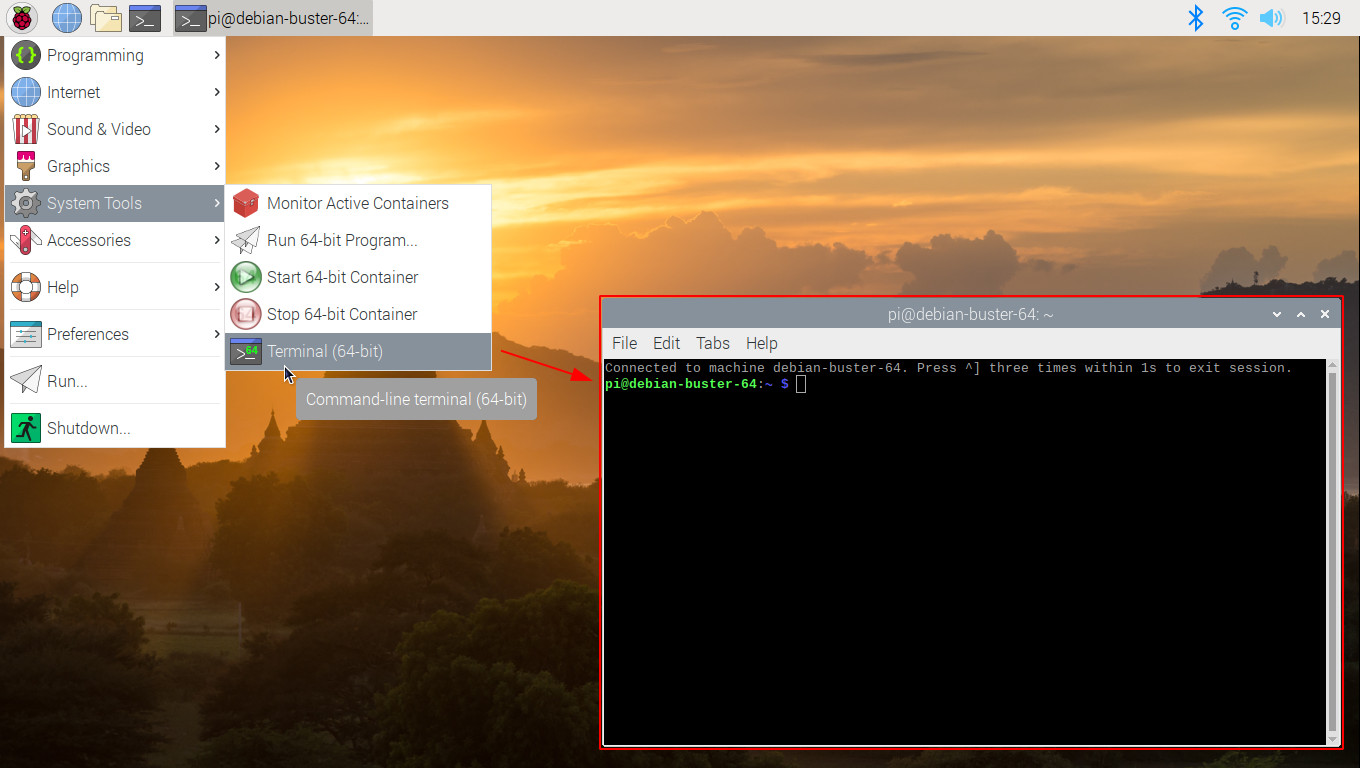 pi@debian-buster-64:...
15:29
Programming
Internet
Sound & Video
Graphics
System Tools
Accessories
Help
Preferences
Run...
Shutdown...
Monitor Active Containers
Run 64-bit Program...
Start 64-bit Container
Stop 64-bit Container
64
Terminal (64-bit)
Command-line terminal (64-bit)
pi@debian-buster-64: ~
File Edit Tabs Help
Connected to machine debian-buster-64. Press ^] three times within 1s to exit session.
pi@debian-buster-64:~ $